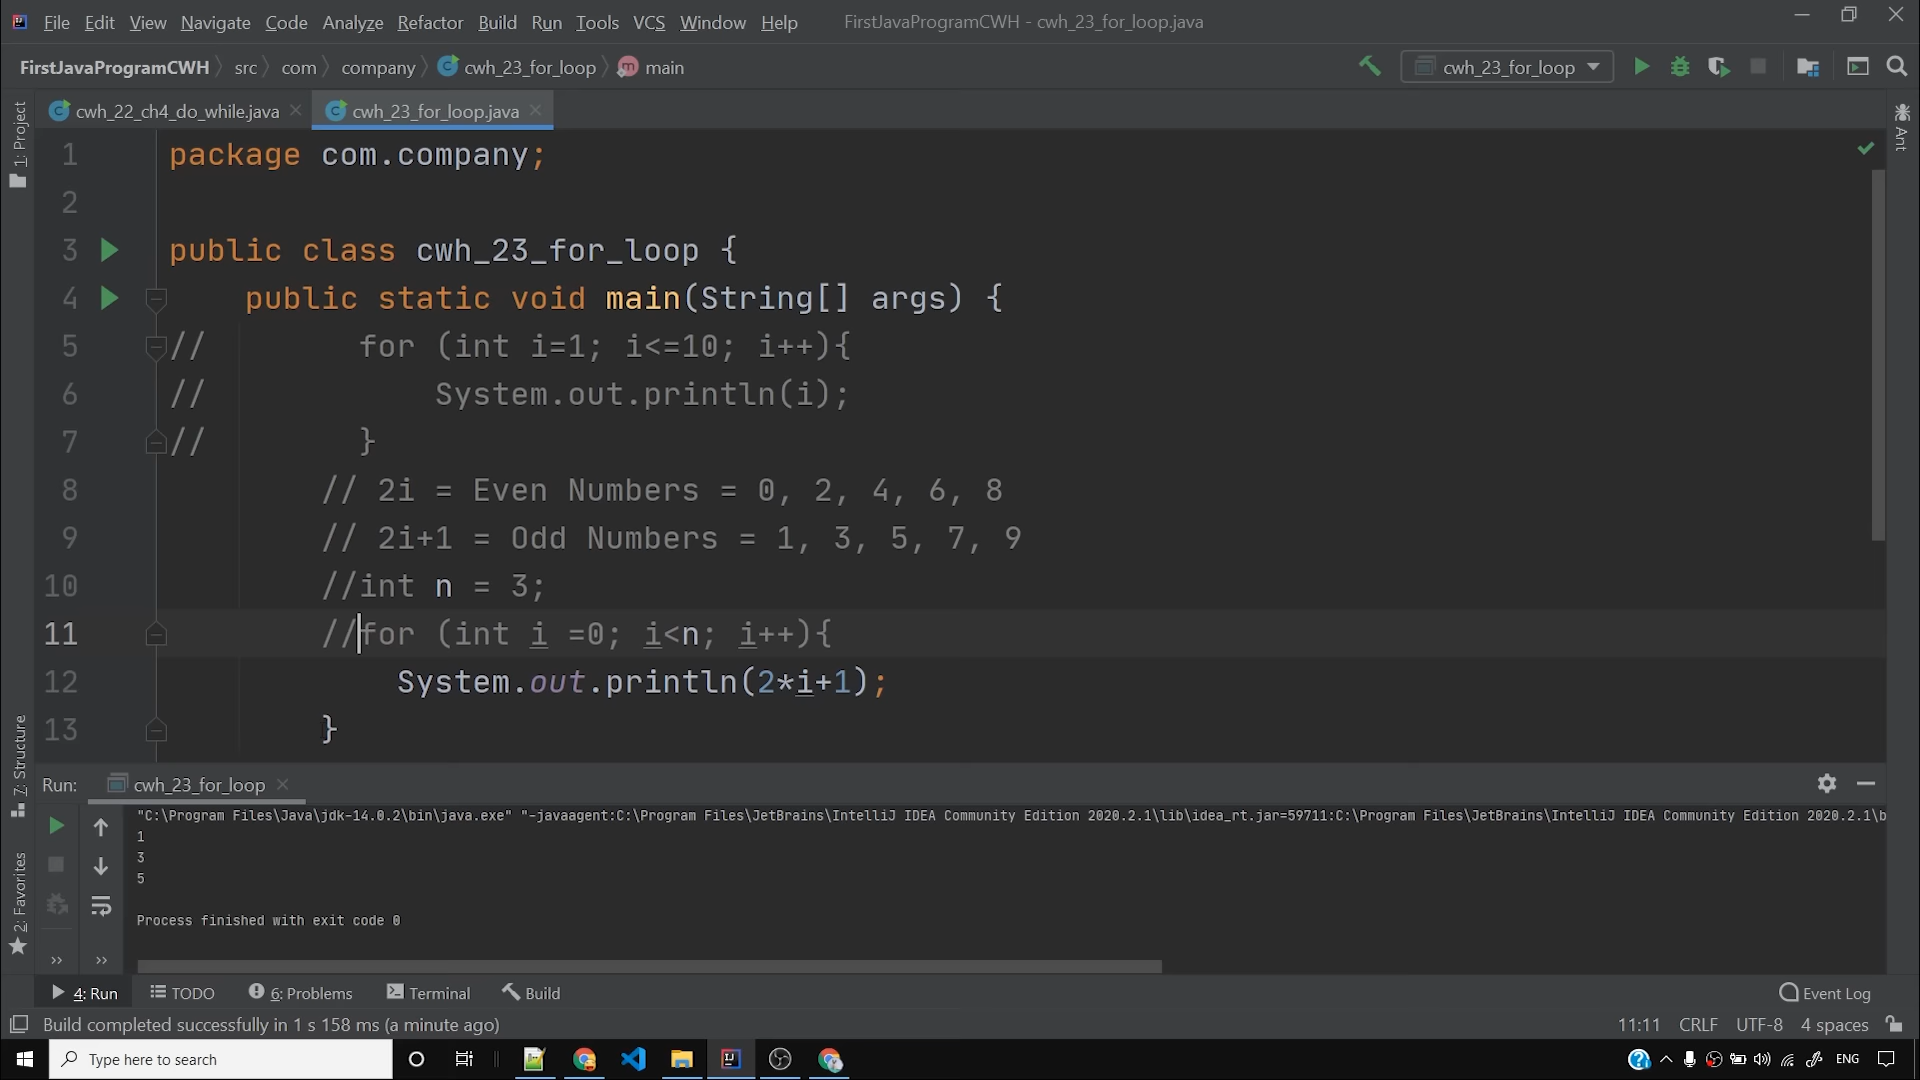 File Edit View Navigate Code Analyze Refactor Build Run Tools VCS Window Help FirstJavaProgramCWH - cwh_23_for_loop.java
FirstJavaProgramCWH src com company cwh_23_for_loop main cwh_23_for_loop
cwh_22_ch4_do_while.java cwh_23_for_loop.java
1: Project
Ant
1 package com.company;
2
3 public class cwh_23_for_loop {
4 public static void main(String[] args) {
5 // for (int i=1; i<=10; i++){
6 // System.out.println(i);
7 // }
8 // 2i = Even Numbers = 0, 2, 4, 6, 8
9 // 2i+1 = Odd Numbers = 1, 3, 5, 7, 9
10 //int n = 3;
11 //for (int i =0; i<n; i++){
12 System.out.println(2*i+1);
13 }
7: Structure
2: Favorites
Run: cwh_23_for_loop
"C:\Program Files\Java\jdk-14.0.2\bin\java.exe" "-javaagent:C:\Program Files\JetBrains\IntelliJ IDEA Community Edition 2020.2.1\lib\idea_rt.jar=59711:C:\Program Files\JetBrains\IntelliJ IDEA Community Edition 2020.2.1\b
1
3
5
Process finished with exit code 0
4: Run TODO 6: Problems Terminal Build Event Log
Build completed successfully in 1 s 158 ms (a minute ago) 11:11 CRLF UTF-8 4 spaces
Type here to search ENG